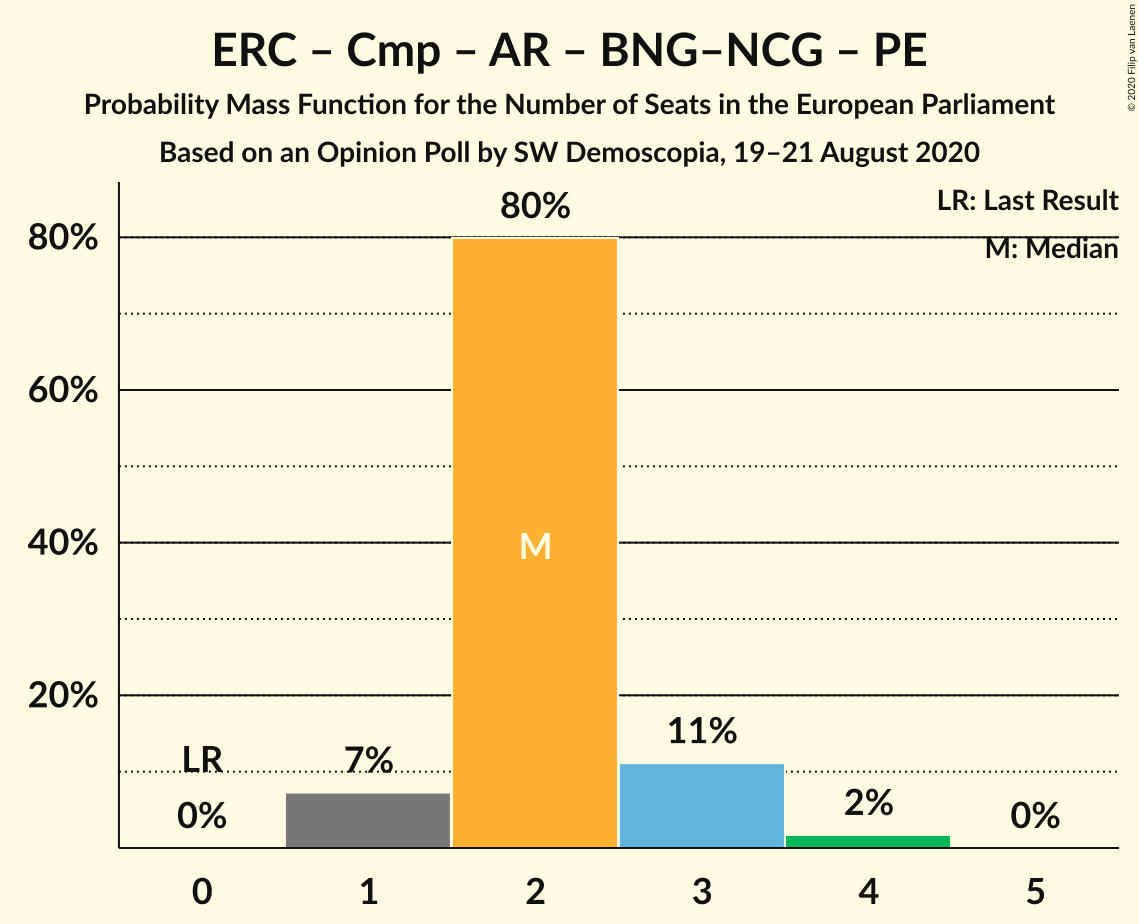 ERC – Cmp – AR – BNG–NCG – PE
Probability Mass Function for the Number of Seats in the European Parliament
Based on an Opinion Poll by SW Demoscopia, 19–21 August 2020
© 2020 Filip van Laenen
LR: Last Result
M: Median
80%
60%
40%
20%
LR
0%
7%
80%
M
11%
2%
0%
0 1 2 3 4 5